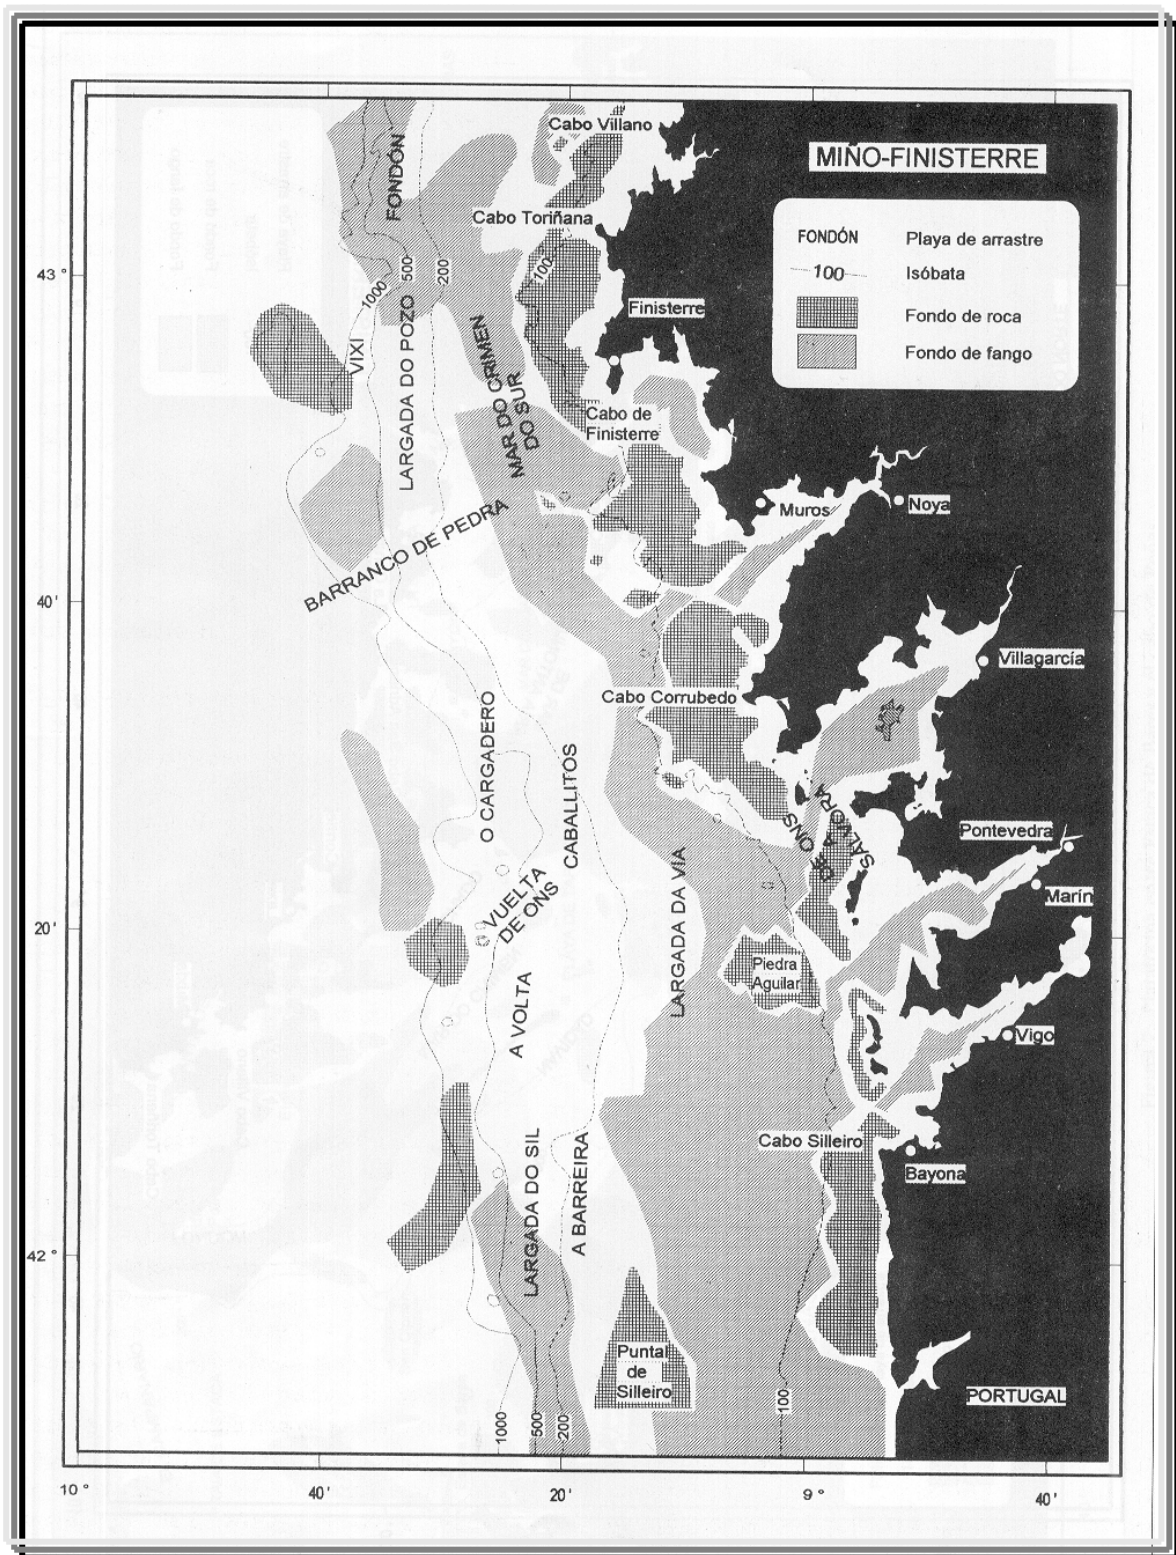 MIÑO-FINISTERRE
FONDÓN Playa de arrastre
100 Isóbata
Fondo de roca
Fondo de fango
Cabo Villano
FONDÓN
Cabo Toriñana
43 °
1000
500
200
100
Finisterre
VIXI
LARGADA DO POZO
MAR DO CRIMEN
DO SUR
Cabo de
Finisterre
Muros
Noya
BARRANCO DE PEDRA
40'
Villagarcía
Cabo Corrubedo
O CARGADERO
CABALLITOS
ONS
SALVORA
Pontevedra
LARGADA DA VÍA
Marín
VUELTA
DE ONS
20'
Piedra
Aguilar
A VOLTA
Vigo
Cabo Silleiro
Bayona
LARGADA DO SIL
A BARREIRA
42 °
Puntal
de
Silleiro
PORTUGAL
1000
500
200
100
10 °
40'
20'
9 °
40'